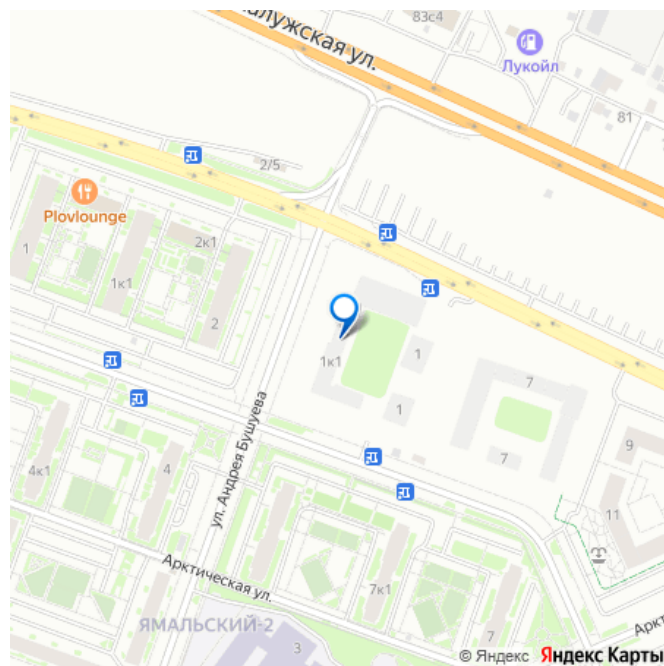 алужская ул.
83с4
Лукойл
81
2/5
Plovlounge
2к1
1
1к1
2
1к1
1
1
7
7
9
11
ул. Андрея Бушуева
4
4к1
Арктическая ул.
7к1
7
ЯМАЛЬСКИЙ-2
3
Аркт
© Яндекс Яндекс Карты